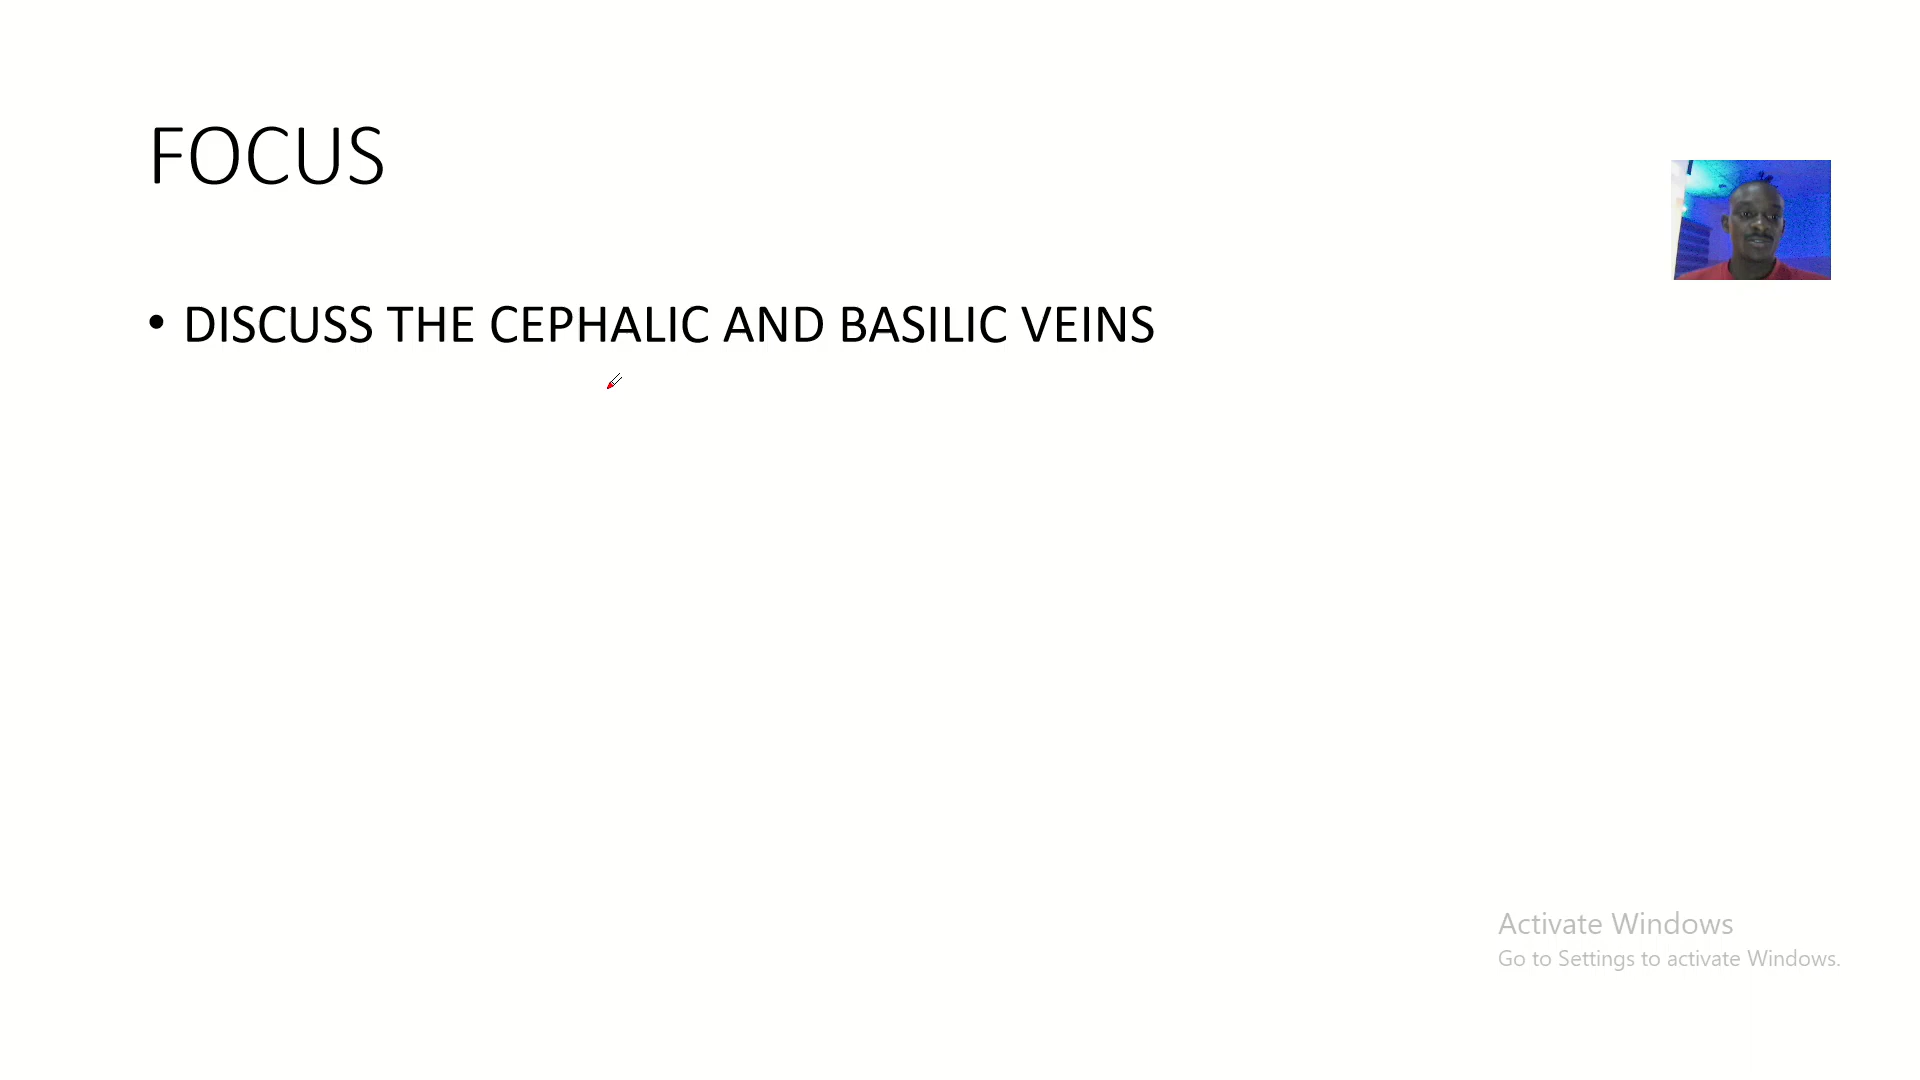 FOCUS
• DISCUSS THE CEPHALIC AND BASILIC VEINS
Activate Windows
Go to Settings to activate Windows.